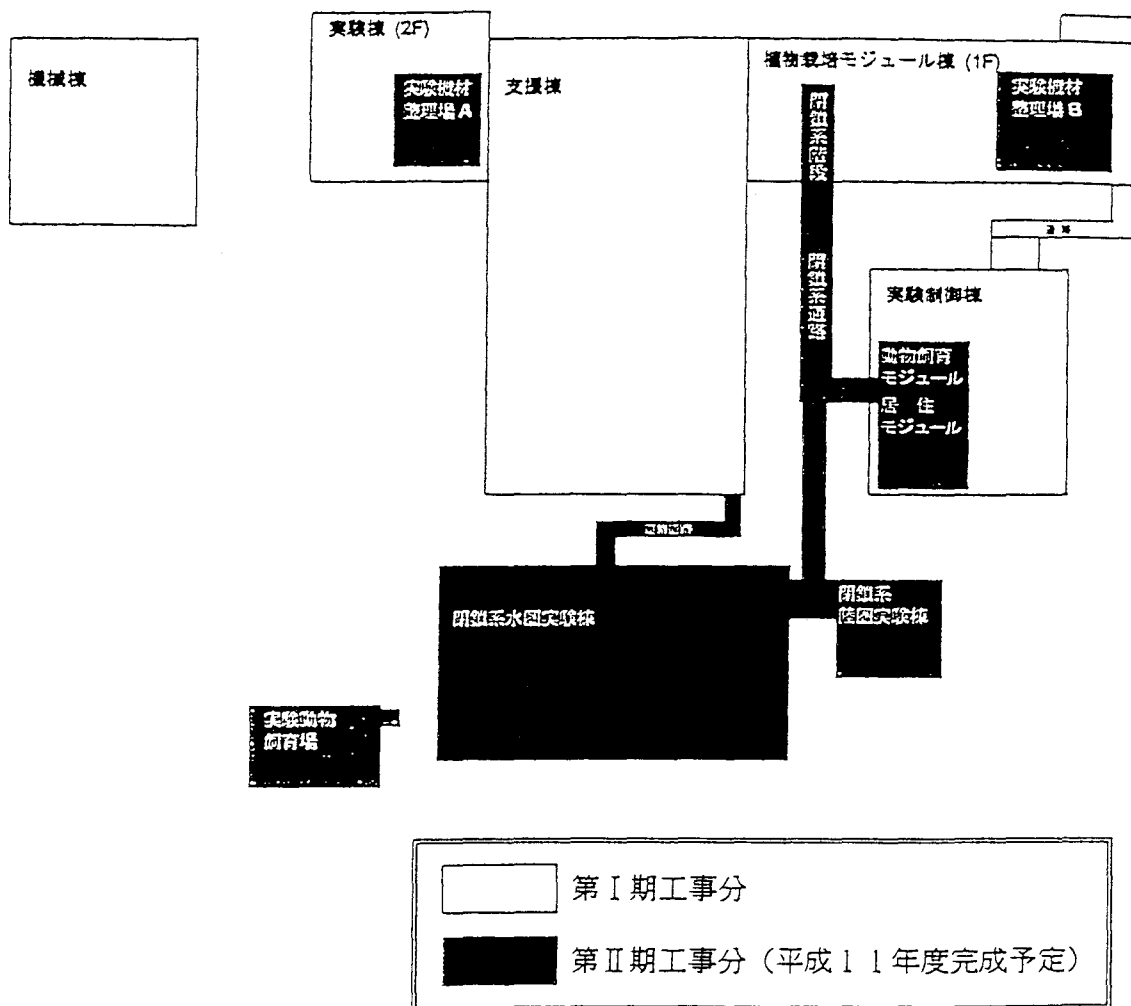 機械棟
実験棟 (2F)
実験機材
整理場A
支援棟
植物栽培モジュール棟 (1F)
実験機材
整理場B
閉鎖系階段
閉鎖系通路
実験制御棟
動物飼育
モジュール
居 住
モジュール
閉鎖系水圏実験棟
閉鎖系
陸圏実験棟
実験動物
飼育場
第Ⅰ期工事分
第Ⅱ期工事分（平成１１年度完成予定）